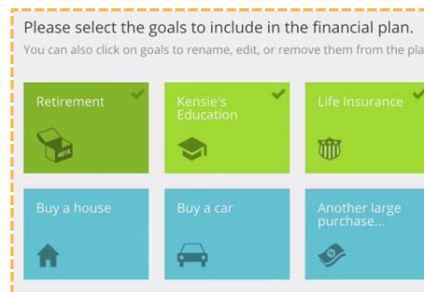 Please select the goals to include in the financial plan.
You can also click on goals to rename, edit, or remove them from the
Retirement
Kensie's
Education
Life Insurance
401K
Buy a house
Buy a car
Another large
purchase...